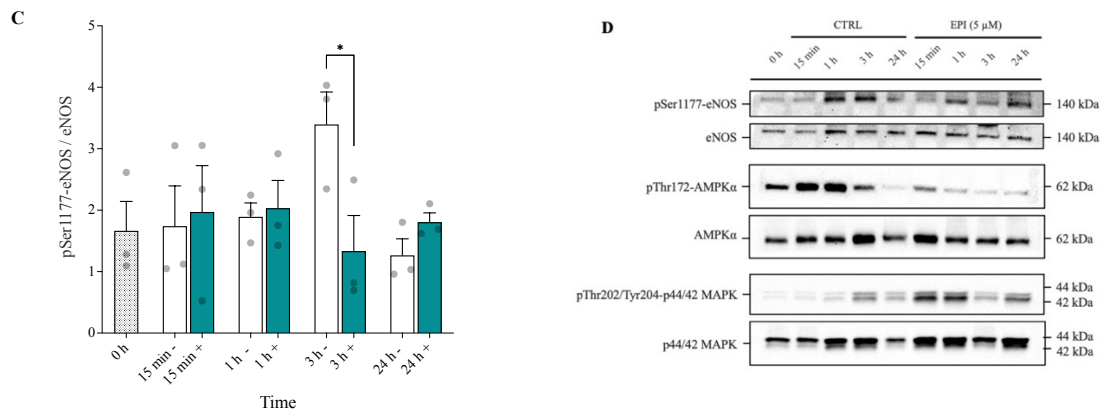 C
pSer1177-eNOS / eNOS
5
4
3
2
1
0
*
0 h
15 min -
15 min +
1 h -
1 h +
3 h -
3 h +
24 h -
24 h +
Time
D
CTRL
EPI (5 µM)
0 h
15 min
1 h
3 h
24 h
15 min
1 h
3 h
24 h
pSer1177-eNOS
140 kDa
eNOS
140 kDa
pThr172-AMPKα
62 kDa
AMPKα
62 kDa
pThr202/Tyr204-p44/42 MAPK
44 kDa
42 kDa
p44/42 MAPK
44 kDa
42 kDa